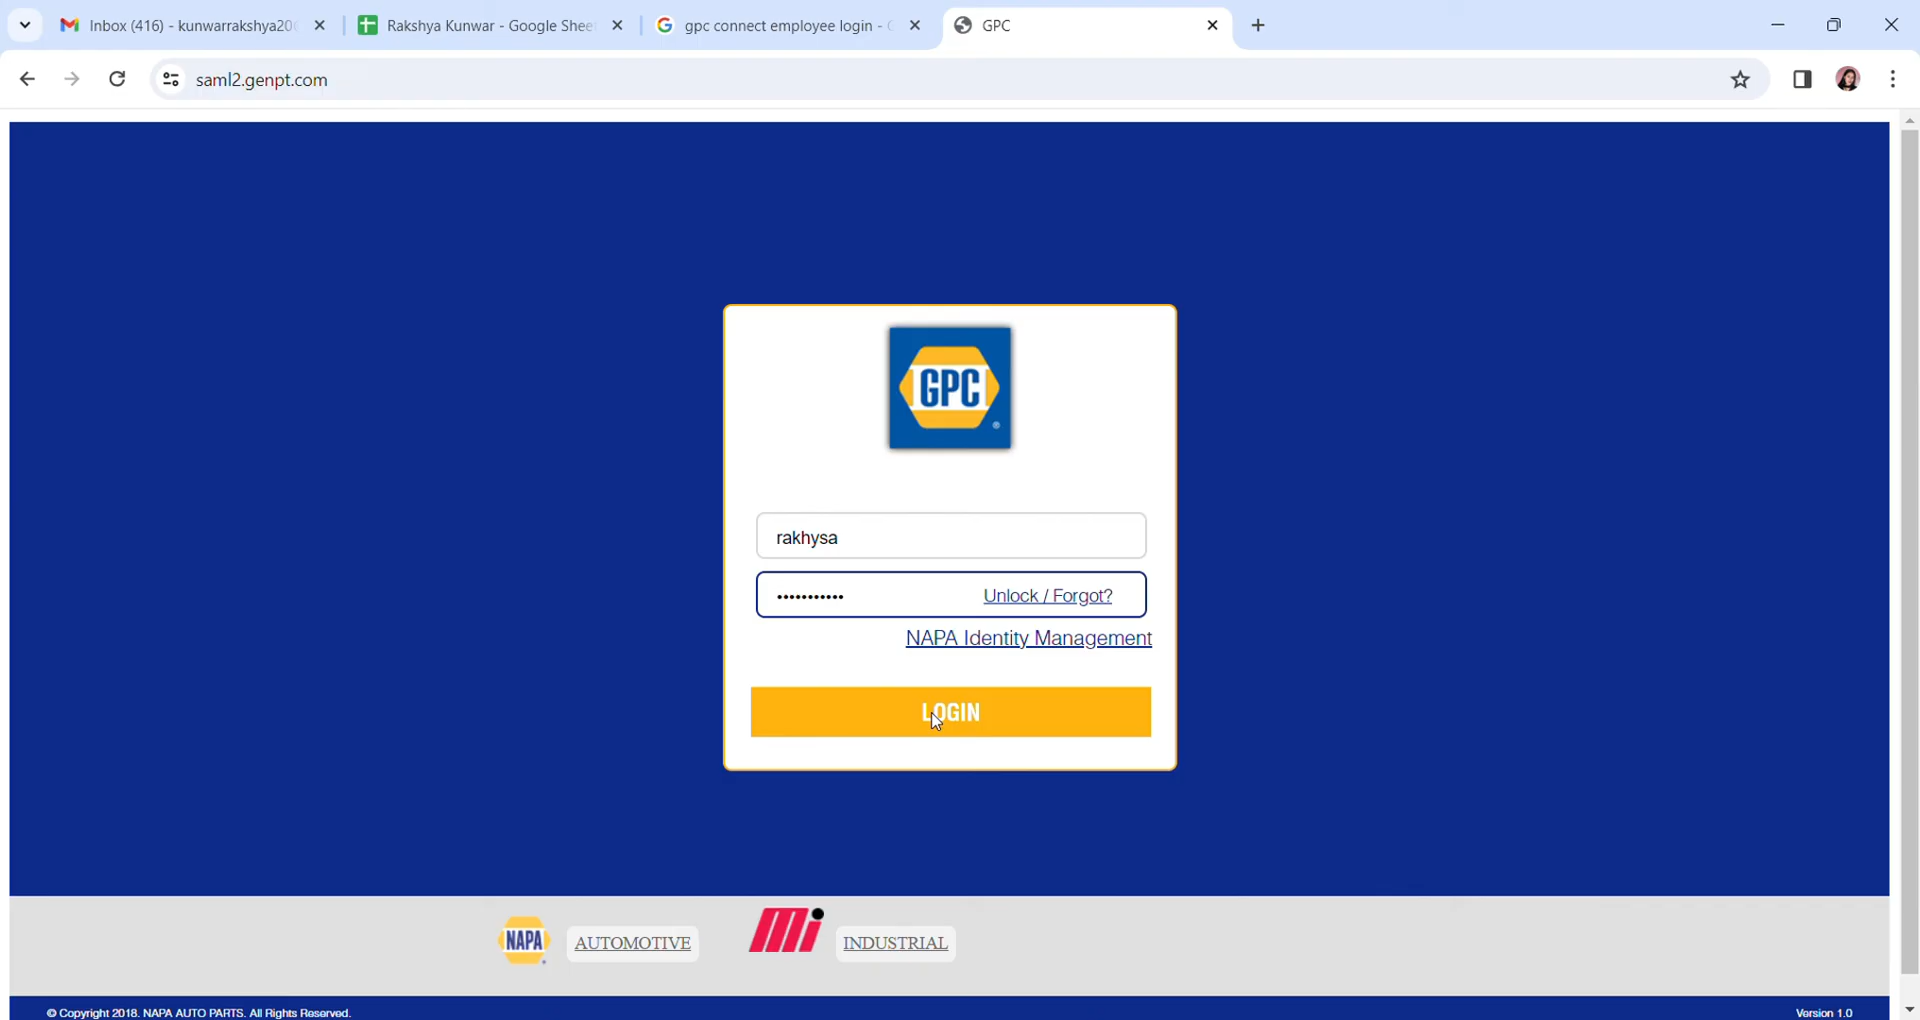 Inbox (416) - kunwarrakshya20
Rakshya Kunwar - Google Shee
gpc connect employee login -
GPC
saml2.genpt.com
GPC
®
rakhysa
••••••••••• Unlock / Forgot?
NAPA Identity Management
LOGIN
NAPA AUTOMOTIVE INDUSTRIAL
© Copyright 2018. NAPA AUTO PARTS. All Rights Reserved.
Version 1.0